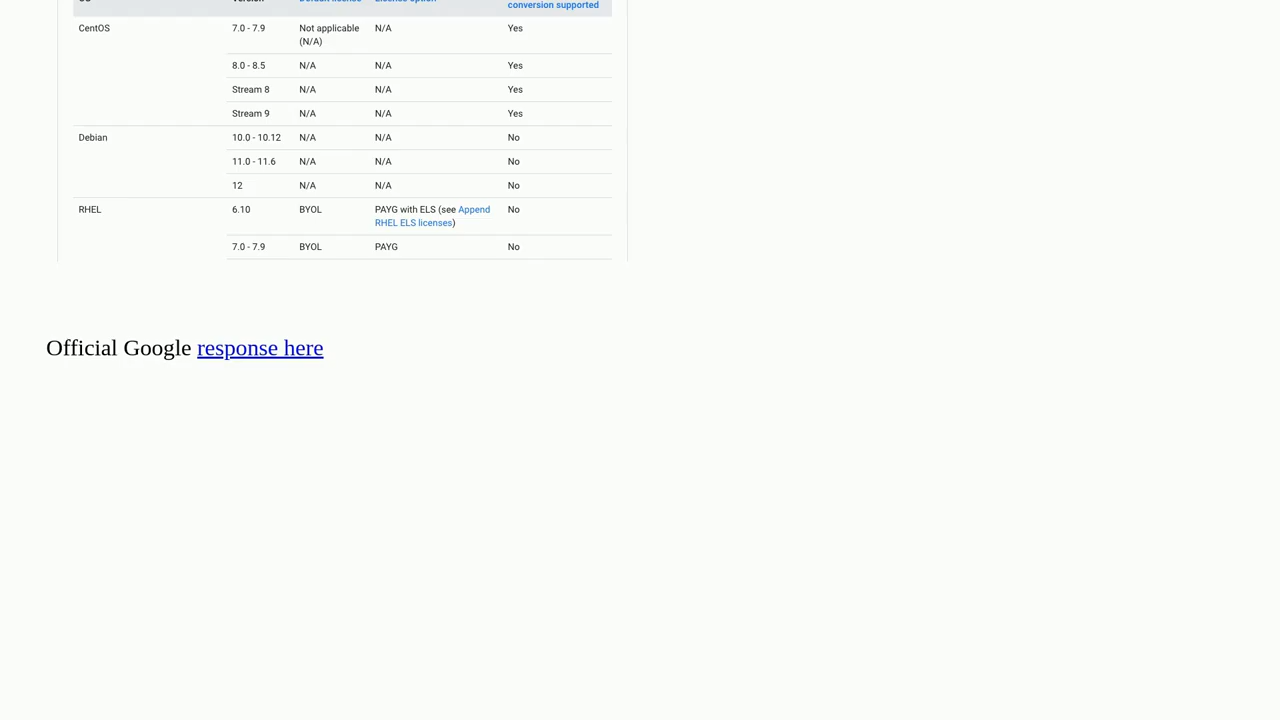 conversion supported
CentOS 7.0 - 7.9 Not applicable N/A Yes
(N/A)
8.0 - 8.5 N/A N/A Yes
Stream 8 N/A N/A Yes
Stream 9 N/A N/A Yes
Debian 10.0 - 10.12 N/A N/A No
11.0 - 11.6 N/A N/A No
12 N/A N/A No
RHEL 6.10 BYOL PAYG with ELS (see Append No
RHEL ELS licenses)
7.0 - 7.9 BYOL PAYG No
Official Google response here